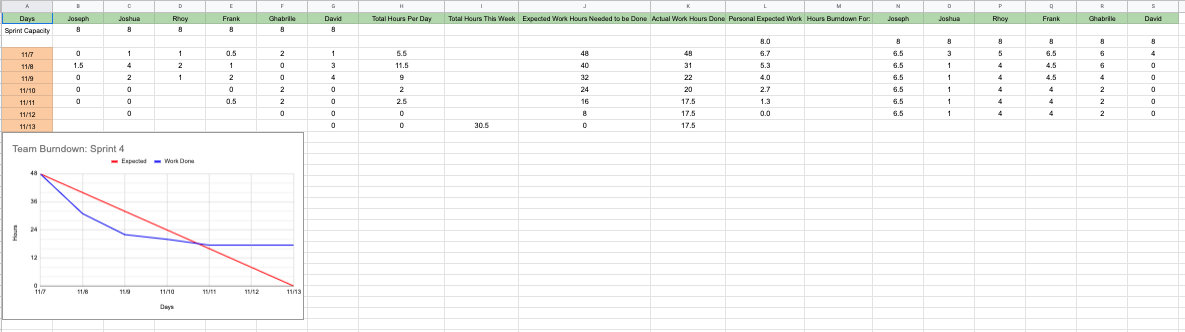 A B C D E F G H I J K L M N O P Q R S
Days Joseph Joshua Rhoy Frank Ghabrille David Total Hours Per Day Total Hours This Week Expected Work Hours Needed to be Done Actual Work Hours Done Personal Expected Work Hours Burndown For: Joseph Joshua Rhoy Frank Ghabrille David
Sprint Capacity 8 8 8 8 8 8
8.0 8 8 8 8 8 8
11/7 0 1 1 0.5 2 1 5.5 48 48 6.7 6.5 3 5 6.5 6 4
11/8 1.5 4 2 1 0 3 11.5 40 31 5.3 6.5 1 4 4.5 6 0
11/9 0 2 1 2 0 4 9 32 22 4.0 6.5 1 4 4.5 4 0
11/10 0 0 0 2 0 2 24 20 2.7 6.5 1 4 4 2 0
11/11 0 0 0.5 2 0 2.5 16 17.5 1.3 6.5 1 4 4 2 0
11/12 0 0 0 0 8 17.5 0.0 6.5 1 4 4 2 0
11/13 0 0 30.5 0 17.5
Team Burndown: Sprint 4
Expected Work Done
48
36
24
12
0
Hours
11/7 11/8 11/9 11/10 11/11 11/12 11/13
Days